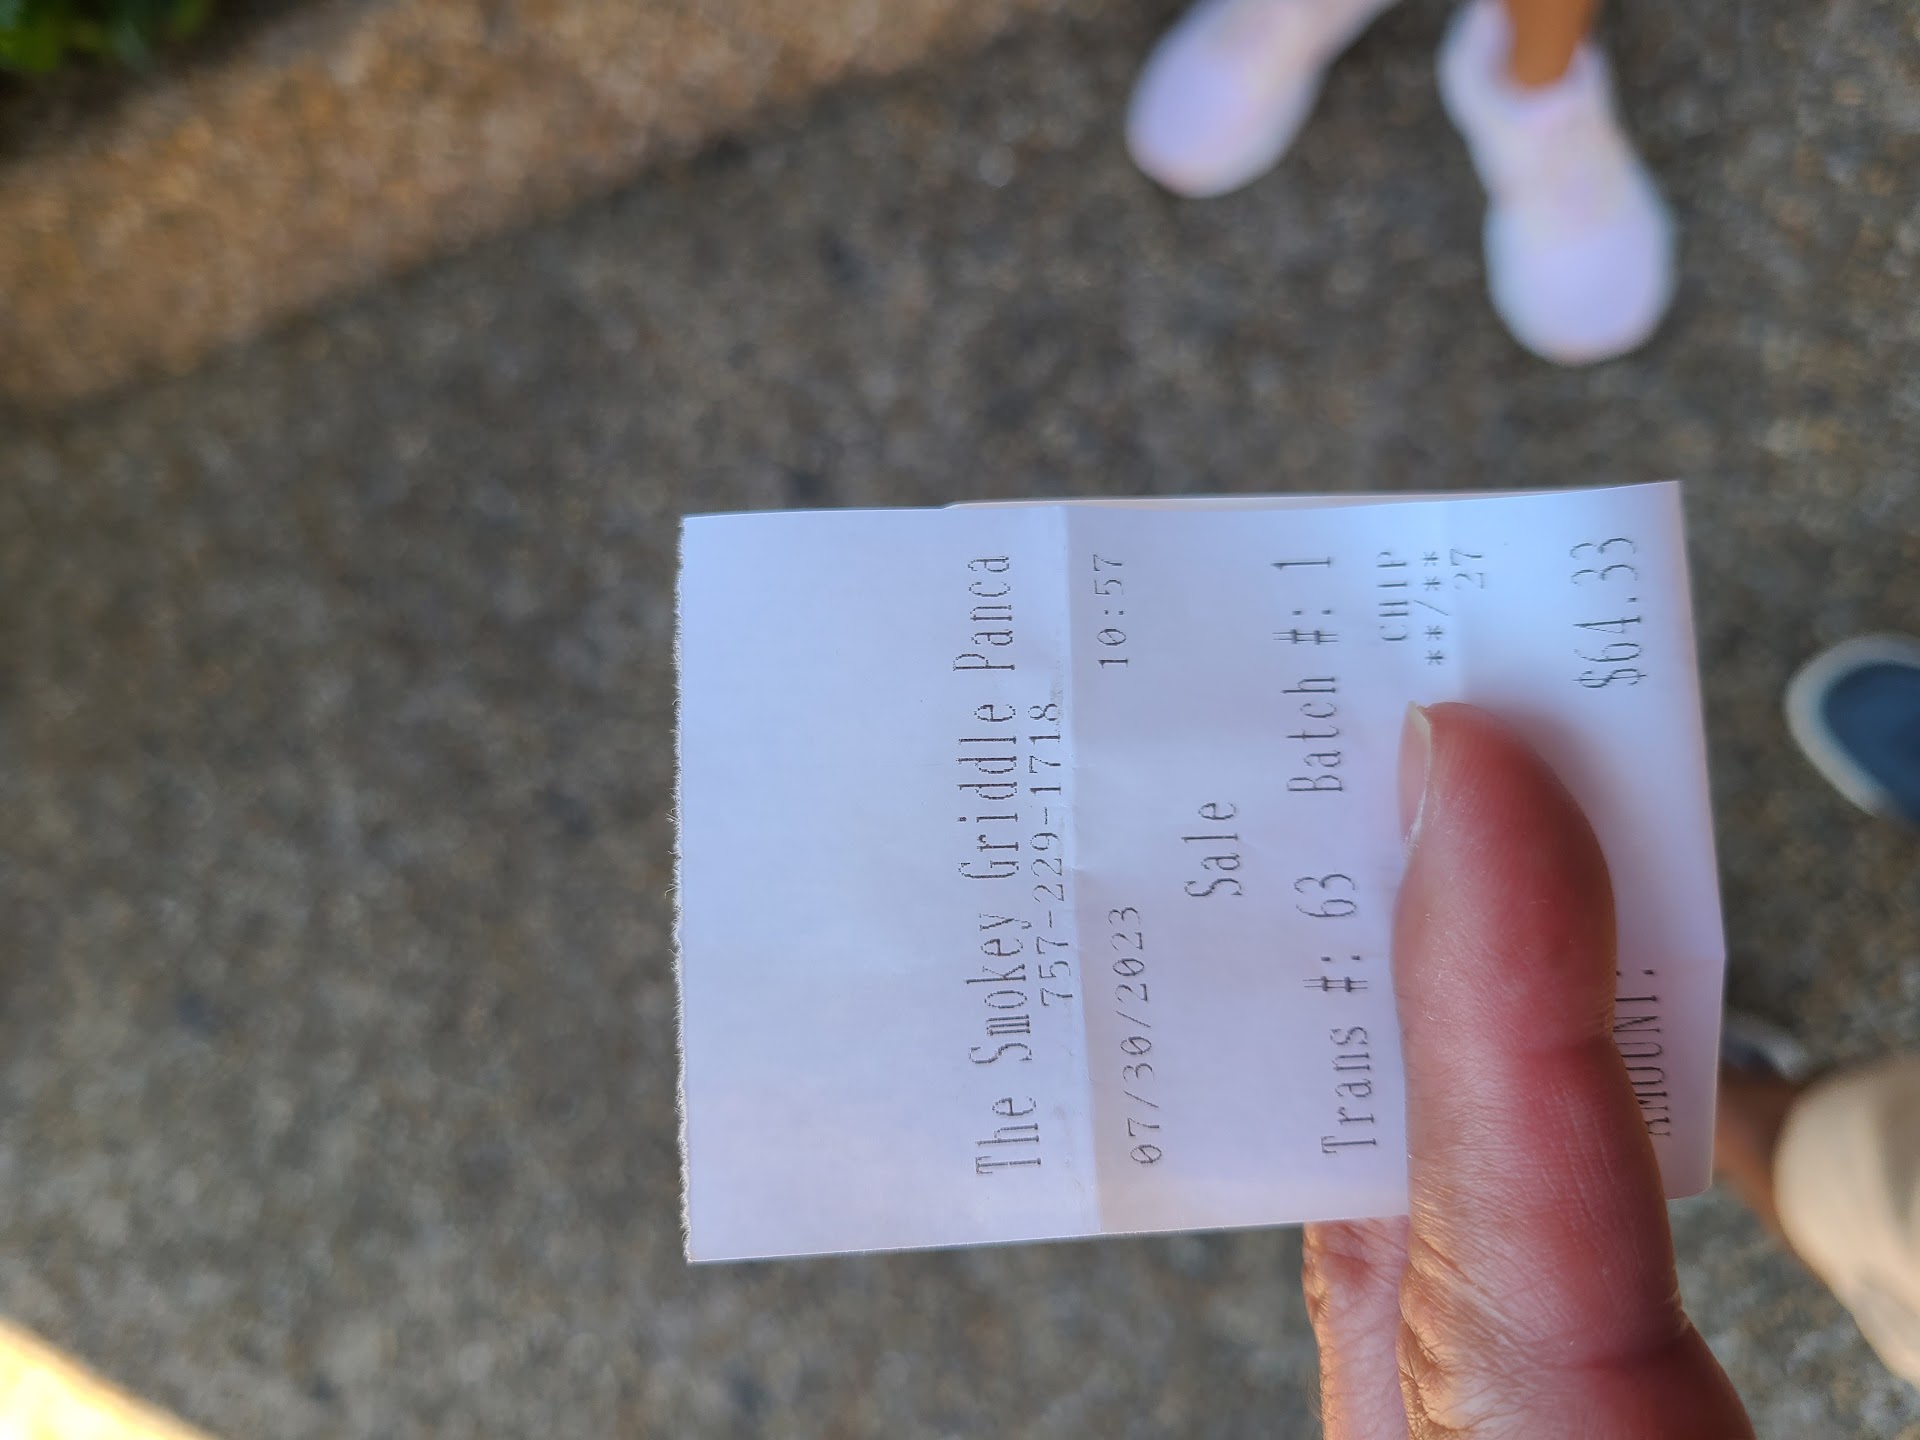 The Smokey Griddle Panca
757-229-1718
07/30/2023 10:57
Sale
Trans #: 63 Batch #: 1
CHIP
**/**
27
AMOUNT: $64.33